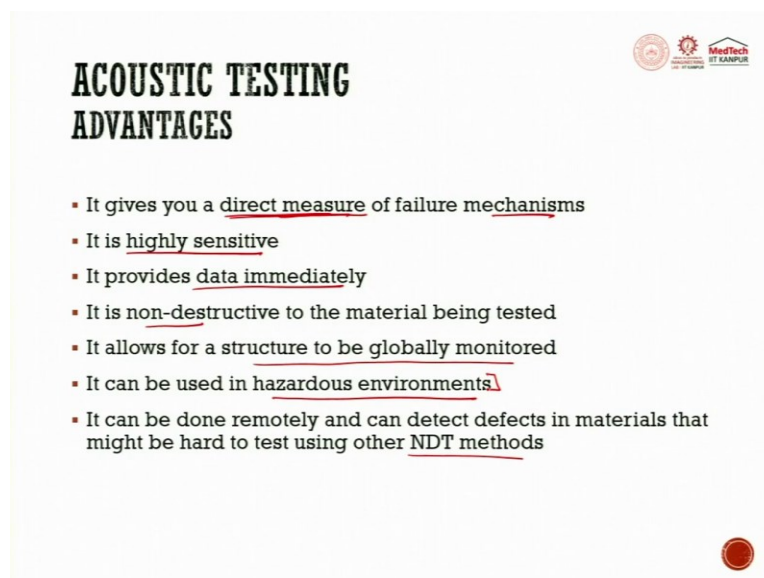 MedTech
IIT KANPUR
ACOUSTIC TESTING
ADVANTAGES
▪ It gives you a direct measure of failure mechanisms
▪ It is highly sensitive
▪ It provides data immediately
▪ It is non-destructive to the material being tested
▪ It allows for a structure to be globally monitored
▪ It can be used in hazardous environments
▪ It can be done remotely and can detect defects in materials that
might be hard to test using other NDT methods